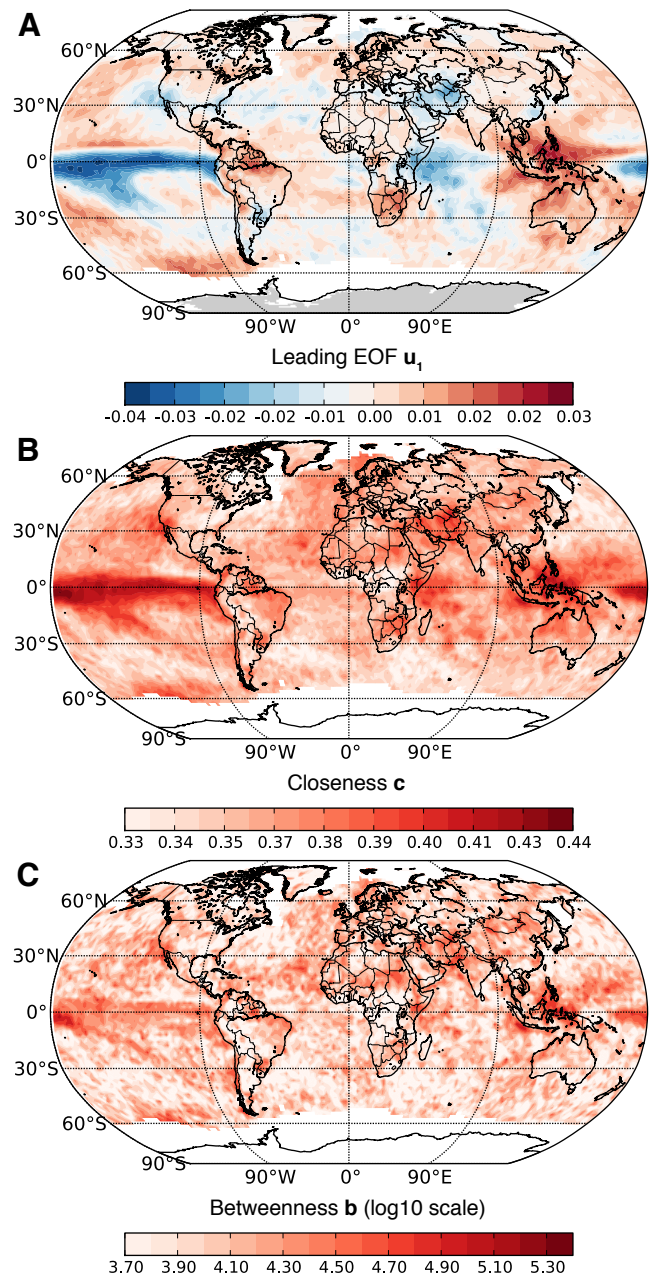 A
60°N
30°N
0°
30°S
60°S
90°S
90°W 0° 90°E
Leading EOF u₁
-0.04 -0.03 -0.02 -0.02 -0.01 0.00 0.01 0.02 0.02 0.03
B
60°N
30°N
0°
30°S
60°S
90°S
90°W 0° 90°E
Closeness c
0.33 0.34 0.35 0.37 0.38 0.39 0.40 0.41 0.43 0.44
C
60°N
30°N
0°
30°S
60°S
90°S
90°W 0° 90°E
Betweenness b (log10 scale)
3.70 3.90 4.10 4.30 4.50 4.70 4.90 5.10 5.30